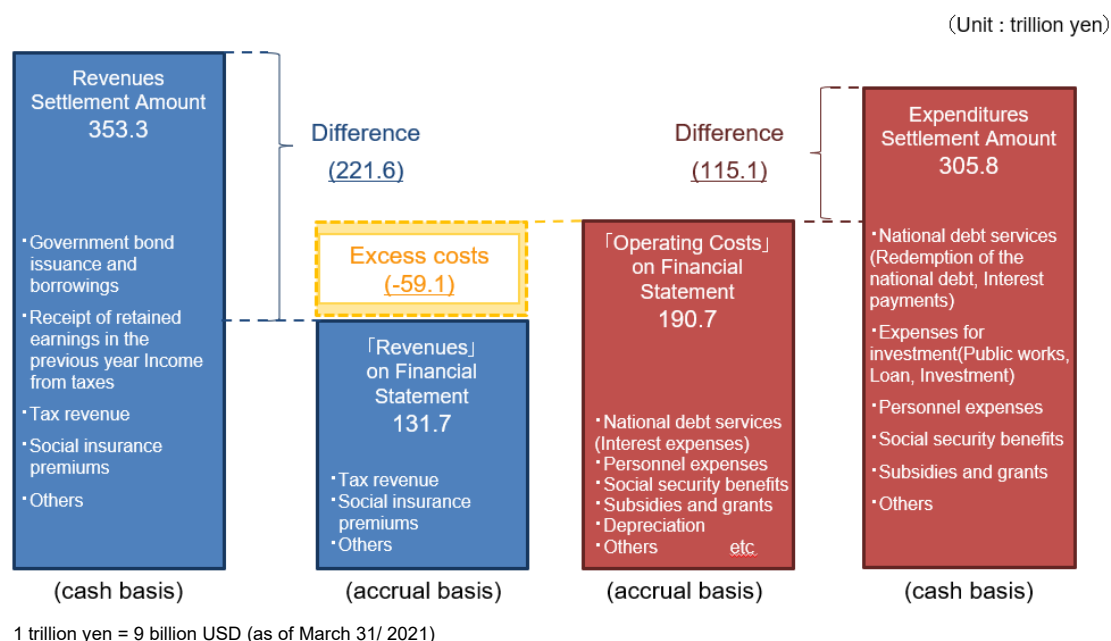 （Unit : trillion yen）
Revenues
Settlement Amount
353.3
・Government bond
issuance and
borrowings
・Receipt of retained
earnings in the
previous year Income
from taxes
・Tax revenue
・Social insurance
premiums
・Others
(cash basis)
Difference
(221.6)
Excess costs
(-59.1)
「Revenues」
on Financial
Statement
131.7
・Tax revenue
・Social insurance
premiums
・Others
(accrual basis)
Difference
(115.1)
「Operating Costs」
on Financial
Statement
190.7
・National debt services
(Interest expenses)
・Personnel expenses
・Social security benefits
・Subsidies and grants
・Depreciation
・Others etc
(accrual basis)
Expenditures
Settlement Amount
305.8
・National debt services
(Redemption of the
national debt, Interest
payments)
・Expenses for
investment(Public works,
Loan, Investment)
・Personnel expenses
・Social security benefits
・Subsidies and grants
・Others
(cash basis)
1 trillion yen = 9 billion USD (as of March 31/ 2021)